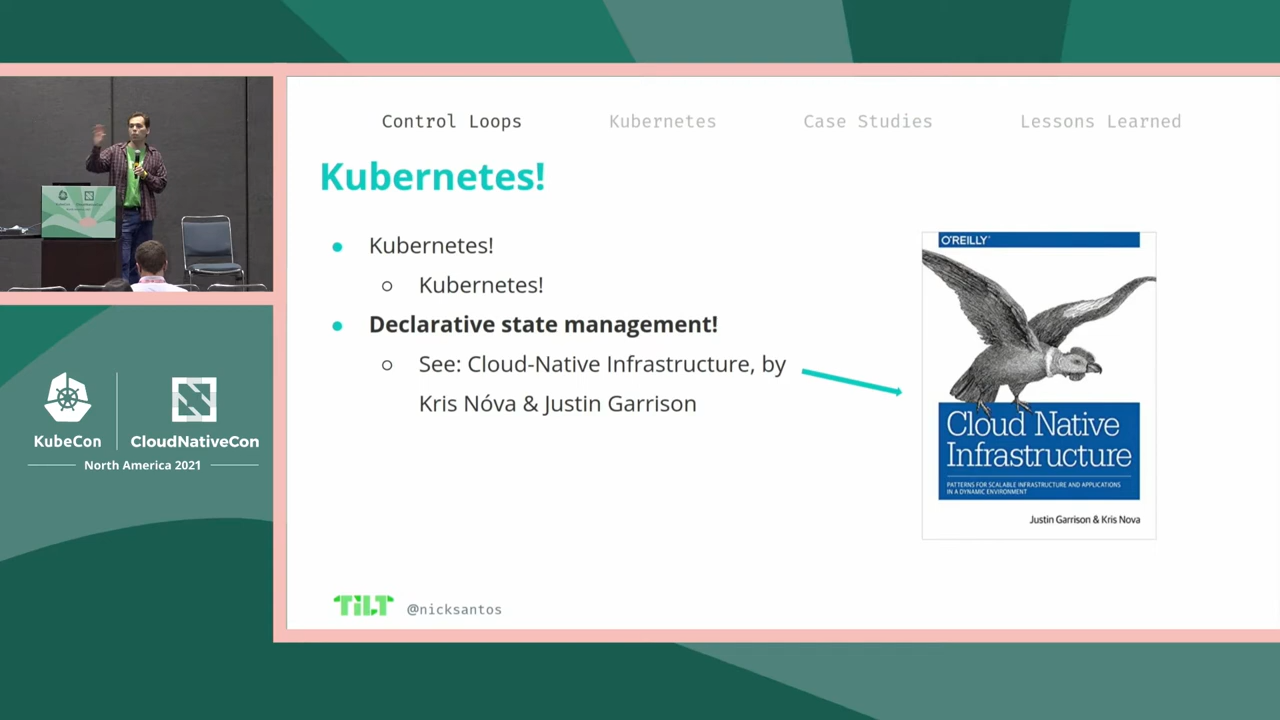 Control Loops
Kubernetes
Case Studies
Lessons Learned
Kubernetes!
Kubernetes!
Kubernetes!
Declarative state management!
See: Cloud-Native Infrastructure, by
Kris Nóva & Justin Garrison
O'REILLY®
Cloud Native
Infrastructure
PATTERNS FOR SCALABLE INFRASTRUCTURE AND APPLICATIONS
IN A DYNAMIC ENVIRONMENT
Justin Garrison & Kris Nova
TiLT @nicksantos
KubeCon
CloudNativeCon
North America 2021